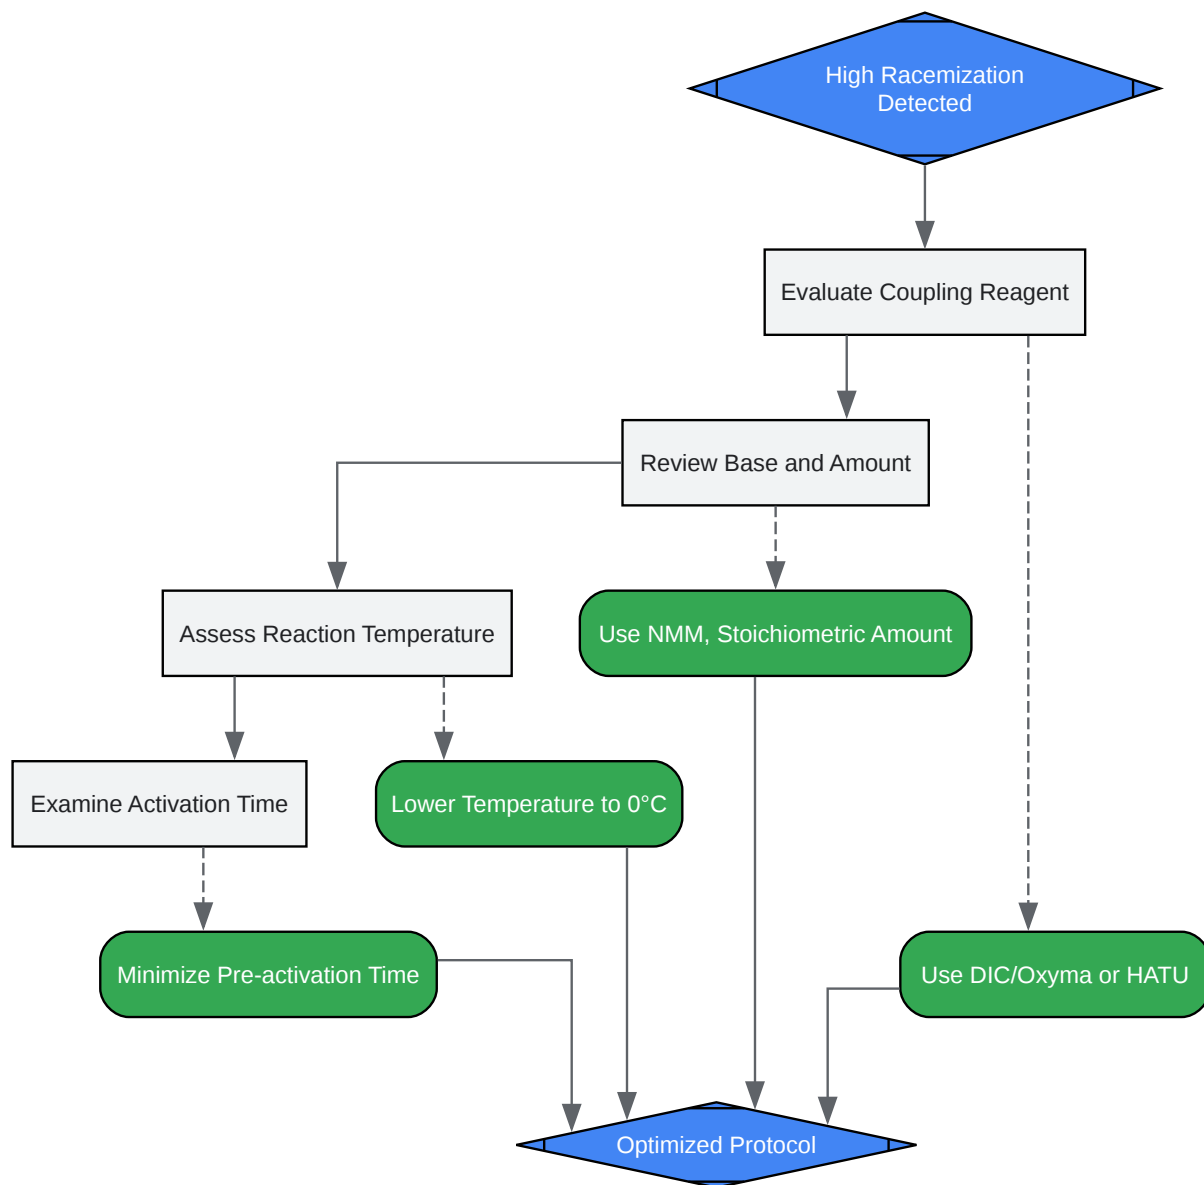 High Racemization
Detected
Evaluate Coupling Reagent
Review Base and Amount
Assess Reaction Temperature
Use NMM, Stoichiometric Amount
Examine Activation Time
Lower Temperature to 0°C
Minimize Pre-activation Time
Use DIC/Oxyma or HATU
Optimized Protocol